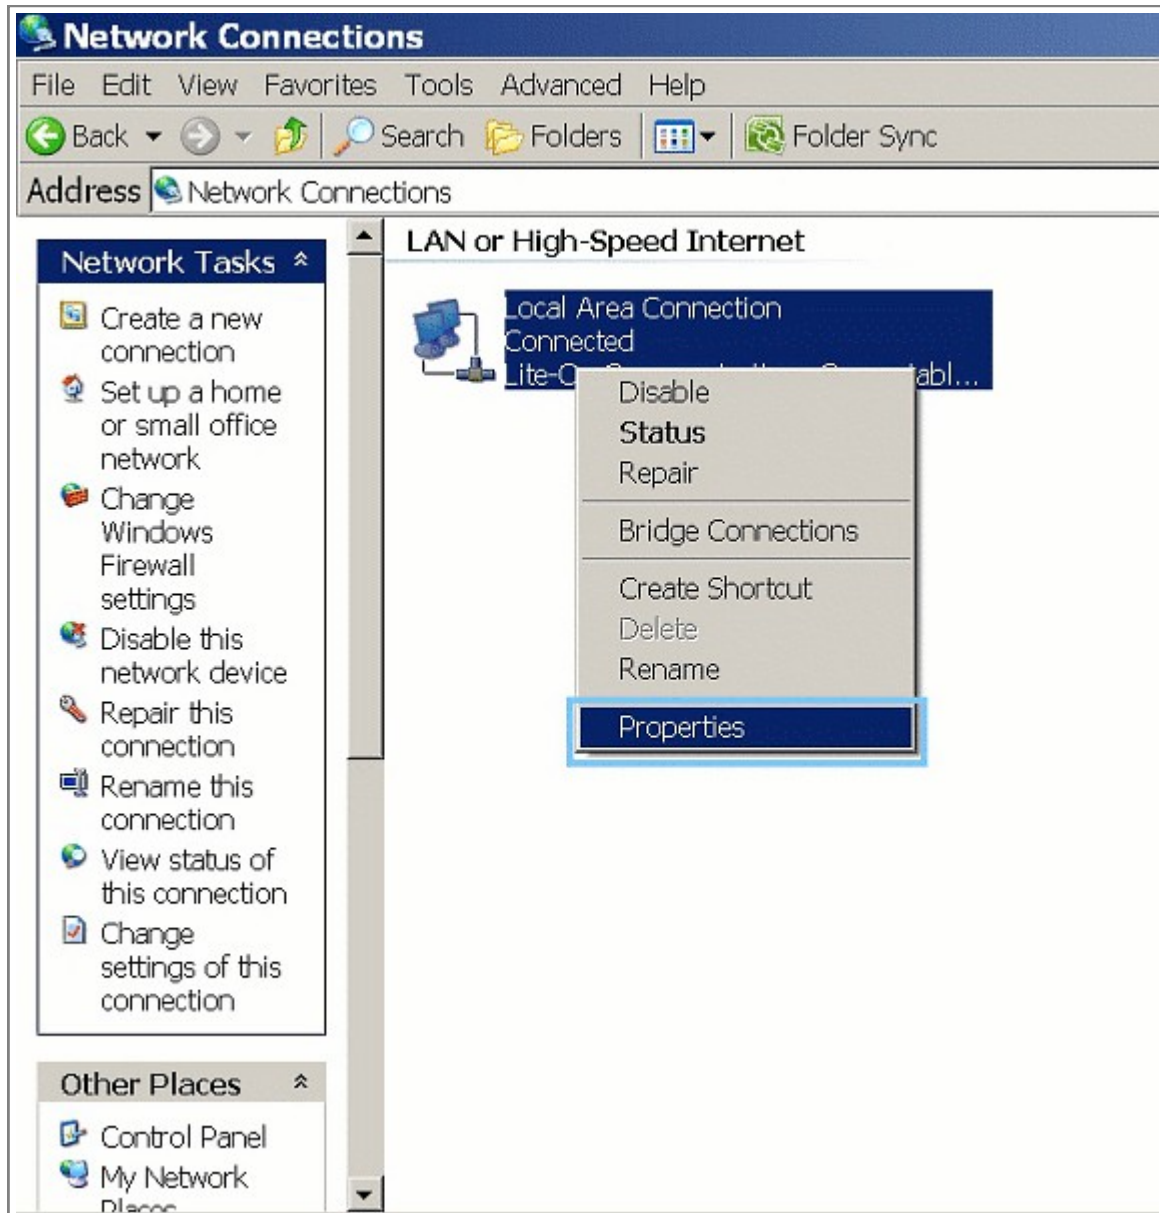 Network Connections
File Edit View Favorites Tools Advanced Help
Back Search Folders Folder Sync
Address Network Connections
Network Tasks
Create a new
connection
Set up a home
or small office
network
Change
Windows
Firewall
settings
Disable this
network device
Repair this
connection
Rename this
connection
View status of
this connection
Change
settings of this
connection
Other Places
Control Panel
My Network
Places
LAN or High-Speed Internet
Local Area Connection
Connected
Disable
Status
Repair
Bridge Connections
Create Shortcut
Delete
Rename
Properties